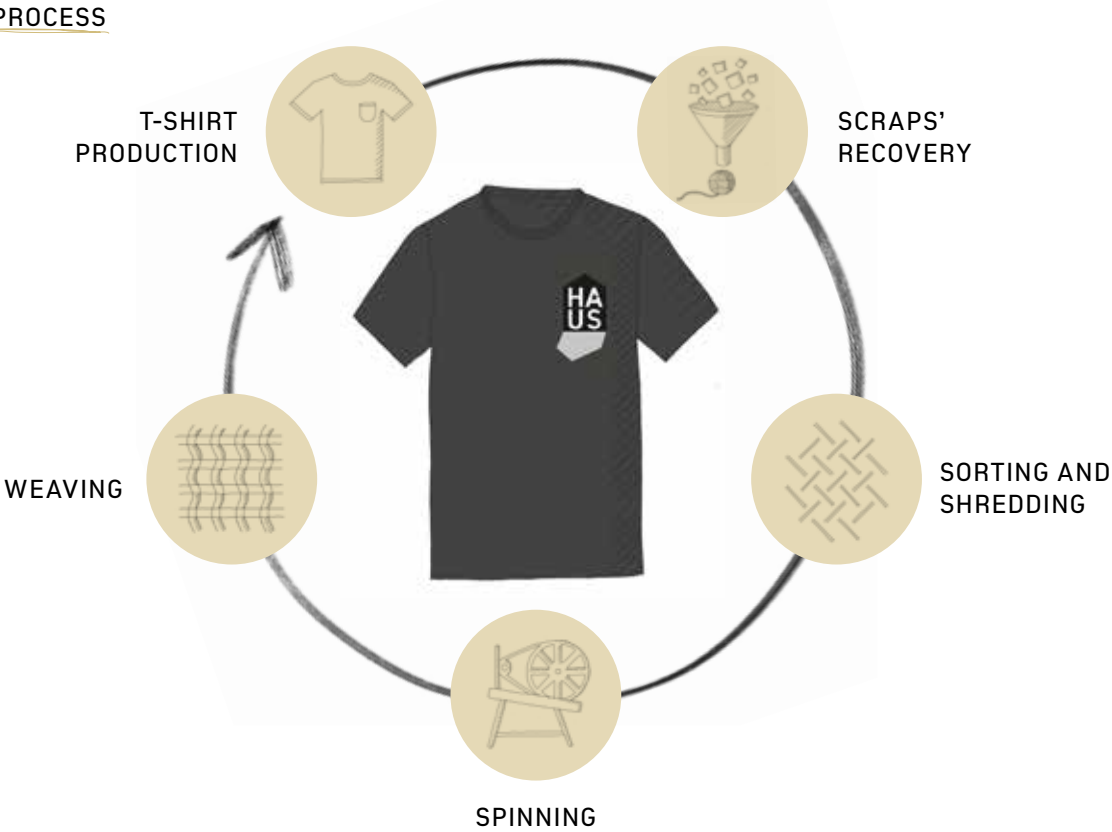 PROCESS
T-SHIRT
PRODUCTION
SCRAPS’
RECOVERY
HA
US
WEAVING
SORTING AND
SHREDDING
SPINNING